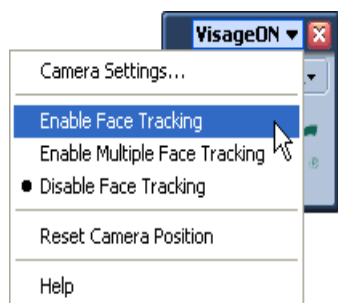 VisageON
Camera Settings...
Enable Face Tracking
Enable Multiple Face Tracking
Disable Face Tracking
Reset Camera Position
Help